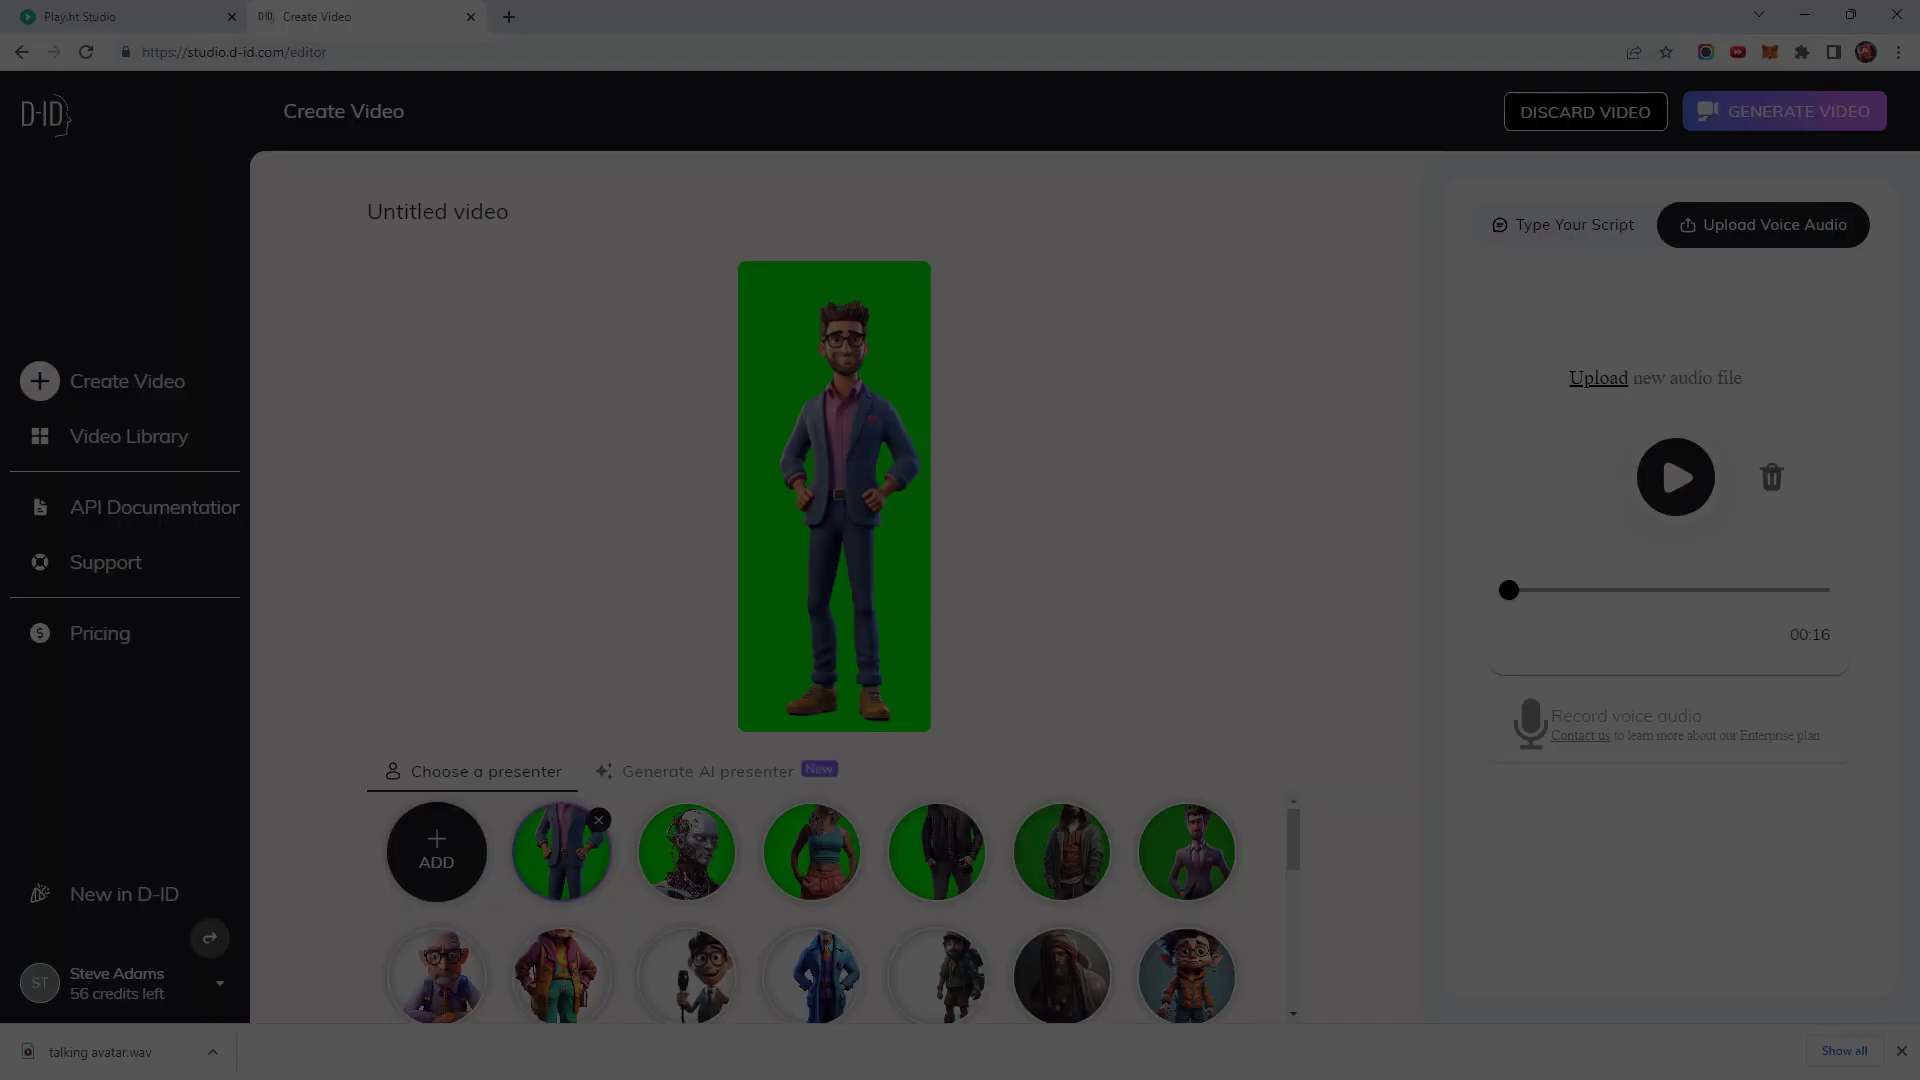 Play.ht Studio
D-ID Create Video
https://studio.d-id.com/editor
D-ID
Create Video
DISCARD VIDEO
GENERATE VIDEO
Untitled video
Type Your Script
Upload Voice Audio
Create Video
Video Library
API Documentation
Support
Pricing
Upload new audio file
00:16
Record voice audio
Contact us to learn more about our Enterprise plan
Choose a presenter
Generate AI presenter New
ADD
New in D-ID
ST
Steve Adams
56 credits left
talking avatar.wav
Show all